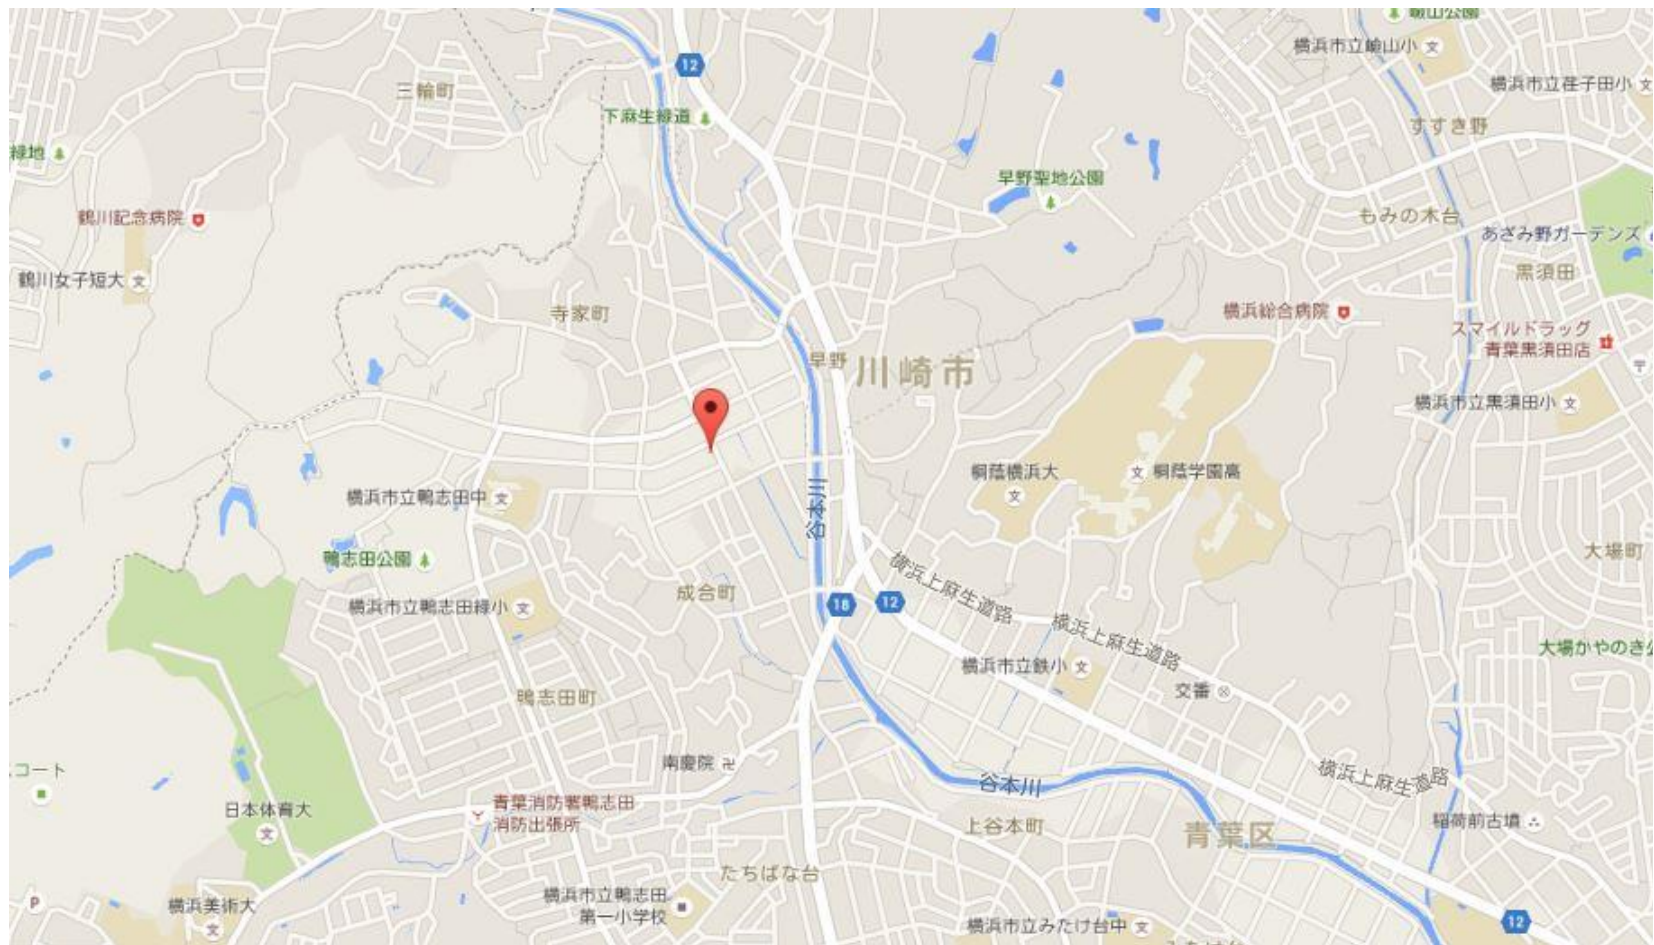 嶮山公園
横浜市立嶮山小
12
横浜市立荏子田小
三輪町
下麻生緑道
すすき野
緑地
早野聖地公園
鶴川記念病院
もみの木台
あざみ野ガーデンズ
鶴川女子短大
黒須田
寺家町
横浜総合病院
スマイルドラッグ
青葉黒須田店
早野
川崎市
横浜市立黒須田小
桐蔭横浜大
桐蔭学園高
横浜市立鴨志田中
谷本川
大場町
鴨志田公園
横浜上麻生道路
成合町
横浜市立鴨志田緑小
18
12
横浜上麻生道路
大場かやのき公
横浜市立鉄小
交番
鴨志田町
南慶院
コート
横浜上麻生道路
谷本川
日本体育大
青葉消防署鴨志田
消防出張所
上谷本町
青葉区
稲荷前古墳
たちばな台
P
横浜美術大
横浜市立鴨志田
第一小学校
横浜市立みたけ台中
12